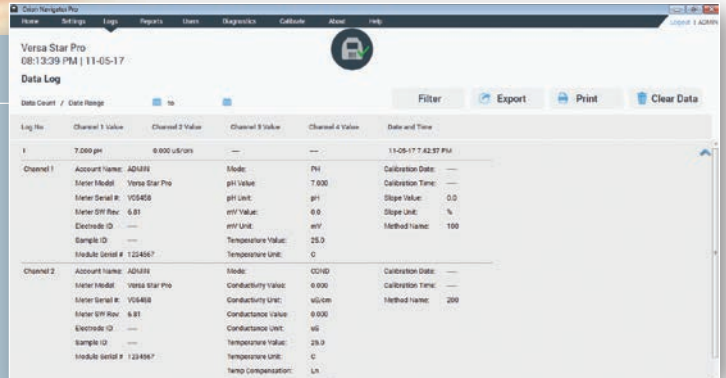 Orion Navigator Pro
Home Settings Logs Reports Users Diagnostics Calibrate About Help
Logout | ADMIN
Versa Star Pro
08:13:39 PM | 11-05-17
Data Log
Data Count / Date Range to
Filter Export Print Clear Data
Log No Channel 1 Value Channel 2 Value Channel 3 Value Channel 4 Value Date and Time
1 7.000 pH 0.000 uS/cm --- --- 11-05-17 7:42:57 PM
Channel 1 Account Name: ADMIN Mode: PH Calibration Date: ----
Meter Model: Versa Star Pro pH Value: 7.000 Calibration Time: ----
Meter Serial #: V05458 pH Unit: pH Slope Value: 0.0
Meter SW Rev: 6.81 mV Value: 0.0 Slope Unit: %
Electrode ID: ---- mV Unit: mV Method Name: 100
Sample ID: ---- Temperature Value: 25.0
Module Serial # 1234567 Temperature Unit: C
Channel 2 Account Name: ADMIN Mode: COND Calibration Date: ----
Meter Model: Versa Star Pro Conductivity Value: 0.000 Calibration Time: ----
Meter Serial #: V05458 Conductivity Unit: uS/cm Method Name: 200
Meter SW Rev: 6.81 Conductance Value: 0.000
Electrode ID: ---- Conductance Unit: uS
Sample ID: ---- Temperature Value: 25.0
Module Serial # 1234567 Temperature Unit: C
Temp Compensation: Ln